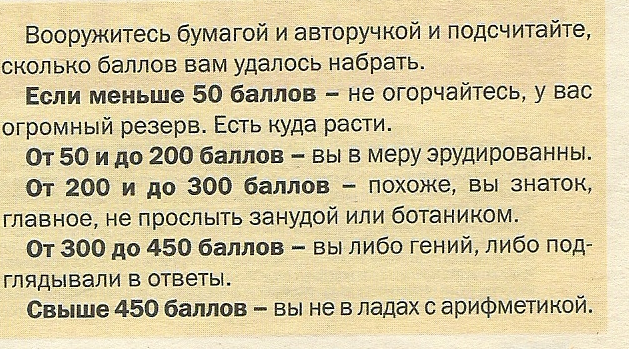 Вооружитесь бумагой и авторучкой и подсчитайте,
сколько баллов вам удалось набрать.
Если меньше 50 баллов – не огорчайтесь, у вас
огромный резерв. Есть куда расти.
От 50 и до 200 баллов – вы в меру эрудированны.
От 200 и до 300 баллов – похоже, вы знаток,
главное, не прослыть занудой или ботаником.
От 300 до 450 баллов – вы либо гений, либо под-
глядывали в ответы.
Свыше 450 баллов – вы не в ладах с арифметикой.